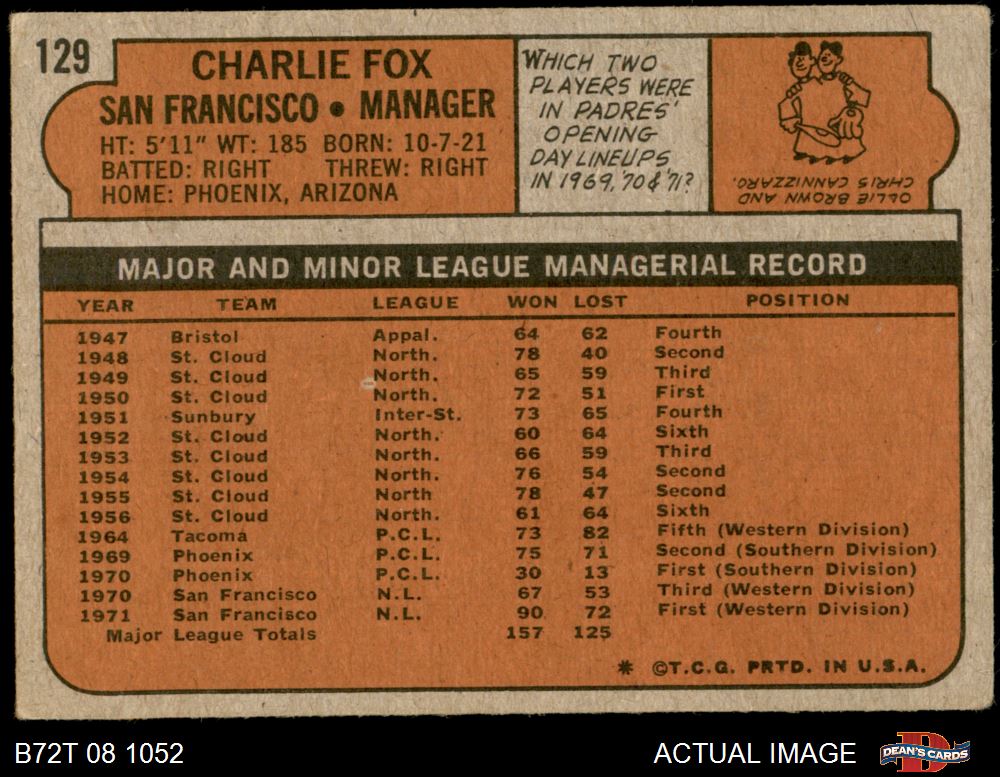 129
CHARLIE FOX
SAN FRANCISCO • MANAGER
HT: 5'11" WT: 185 BORN: 10-7-21
BATTED: RIGHT THREW: RIGHT
HOME: PHOENIX, ARIZONA
WHICH TWO
PLAYERS WERE
IN PADRES'
OPENING
DAY LINEUPS
IN 1969, '70 & '71?
OLLIE BROWN AND
CHRIS CANNIZZARO.
MAJOR AND MINOR LEAGUE MANAGERIAL RECORD
YEAR TEAM LEAGUE WON LOST POSITION
1947 Bristol Appal. 64 62 Fourth
1948 St. Cloud North. 78 40 Second
1949 St. Cloud North. 65 59 Third
1950 St. Cloud North. 72 51 First
1951 Sunbury Inter-St. 73 65 Fourth
1952 St. Cloud North. 60 64 Sixth
1953 St. Cloud North. 66 59 Third
1954 St. Cloud North. 76 54 Second
1955 St. Cloud North 78 47 Second
1956 St. Cloud North. 61 64 Sixth
1964 Tacoma P.C.L. 73 82 Fifth (Western Division)
1969 Phoenix P.C.L. 75 71 Second (Southern Division)
1970 Phoenix P.C.L. 30 13 First (Southern Division)
1970 San Francisco N.L. 67 53 Third (Western Division)
1971 San Francisco N.L. 90 72 First (Western Division)
Major League Totals 157 125
* ©T.C.G. PRTD. IN U.S.A.
B72T 08 1052
ACTUAL IMAGE
DEAN'S CARDS